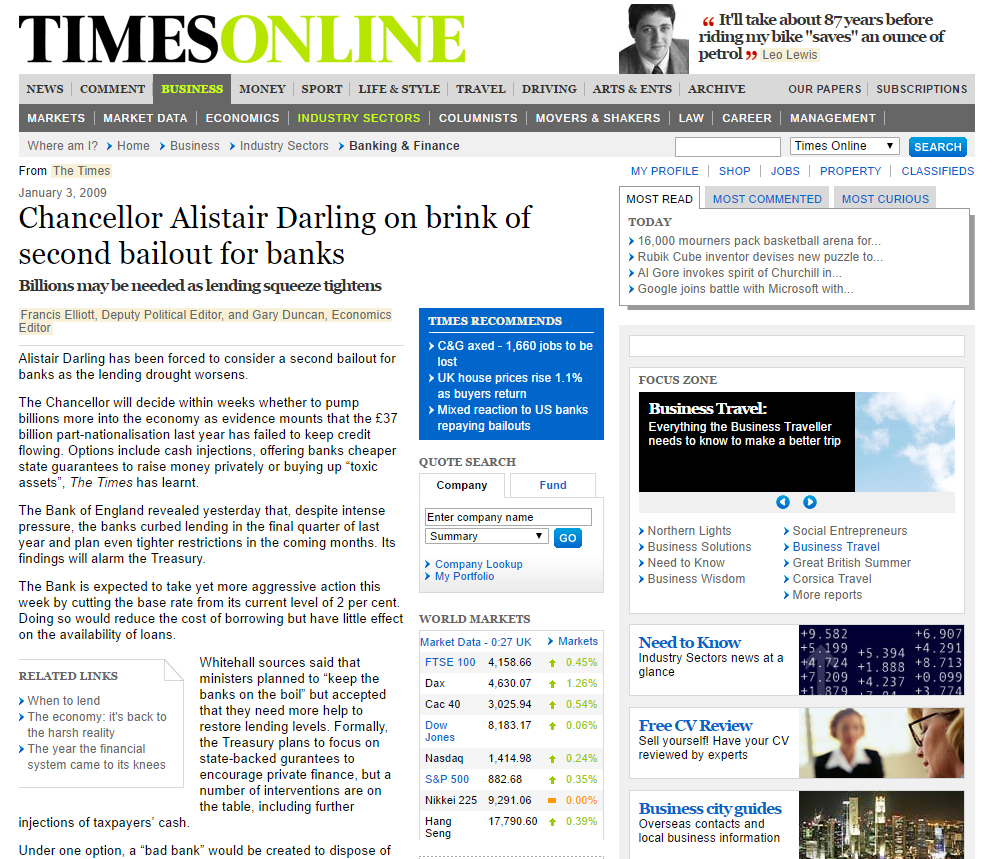 TIMESONLINE
“ It'll take about 87 years before
riding my bike "saves" an ounce of
petrol ” Leo Lewis
NEWS COMMENT BUSINESS MONEY SPORT LIFE & STYLE TRAVEL DRIVING ARTS & ENTS ARCHIVE OUR PAPERS SUBSCRIPTIONS
MARKETS MARKET DATA ECONOMICS INDUSTRY SECTORS COLUMNISTS MOVERS & SHAKERS LAW CAREER MANAGEMENT
Where am I? Home Business Industry Sectors Banking & Finance Times Online SEARCH
MY PROFILE SHOP JOBS PROPERTY CLASSIFIEDS
From The Times
January 3, 2009
Chancellor Alistair Darling on brink of
second bailout for banks
Billions may be needed as lending squeeze tightens
Francis Elliott, Deputy Political Editor, and Gary Duncan, Economics
Editor
Alistair Darling has been forced to consider a second bailout for
banks as the lending drought worsens.
The Chancellor will decide within weeks whether to pump
billions more into the economy as evidence mounts that the £37
billion part-nationalisation last year has failed to keep credit
flowing. Options include cash injections, offering banks cheaper
state guarantees to raise money privately or buying up “toxic
assets”, The Times has learnt.
The Bank of England revealed yesterday that, despite intense
pressure, the banks curbed lending in the final quarter of last
year and plan even tighter restrictions in the coming months. Its
findings will alarm the Treasury.
The Bank is expected to take yet more aggressive action this
week by cutting the base rate from its current level of 2 per cent.
Doing so would reduce the cost of borrowing but have little effect
on the availability of loans.
RELATED LINKS
When to lend
The economy: it's back to
the harsh reality
The year the financial
system came to its knees
Whitehall sources said that
ministers planned to “keep the
banks on the boil” but accepted
that they need more help to
restore lending levels. Formally,
the Treasury plans to focus on
state-backed gurantees to
encourage private finance, but a
number of interventions are on
the table, including further
injections of taxpayers’ cash.
Under one option, a “bad bank” would be created to dispose of
TIMES RECOMMENDS
C&G axed - 1,660 jobs to be
lost
UK house prices rise 1.1%
as buyers return
Mixed reaction to US banks
repaying bailouts
QUOTE SEARCH
Company Fund
Enter company name
Summary GO
Company Lookup
My Portfolio
WORLD MARKETS
Market Data - 0:27 UK Markets
FTSE 100 4,158.66 0.45%
Dax 4,630.07 1.26%
Cac 40 3,025.94 0.54%
Dow
Jones 8,183.17 0.06%
Nasdaq 1,414.98 0.24%
S&P 500 882.68 0.35%
Nikkei 225 9,291.06 0.00%
Hang
Seng 17,790.60 0.39%
MOST READ MOST COMMENTED MOST CURIOUS
TODAY
16,000 mourners pack basketball arena for...
Rubik Cube inventor devises new puzzle to...
Al Gore invokes spirit of Churchill in...
Google joins battle with Microsoft with...
FOCUS ZONE
Business Travel:
Everything the Business Traveller
needs to know to make a better trip
Northern Lights
Business Solutions
Need to Know
Business Wisdom
Social Entrepreneurs
Business Travel
Great British Summer
Corsica Travel
More reports
Need to Know
Industry Sectors news at a
glance
+9.582 +6.907
+5.199 +5.394 +4.291
+4.724 +1.888 +8.713
+7.209 +4.237 +0.099
+1.879 +3.774
Free CV Review
Sell yourself! Have your CV
reviewed by experts
Business city guides
Overseas contacts and
local business information